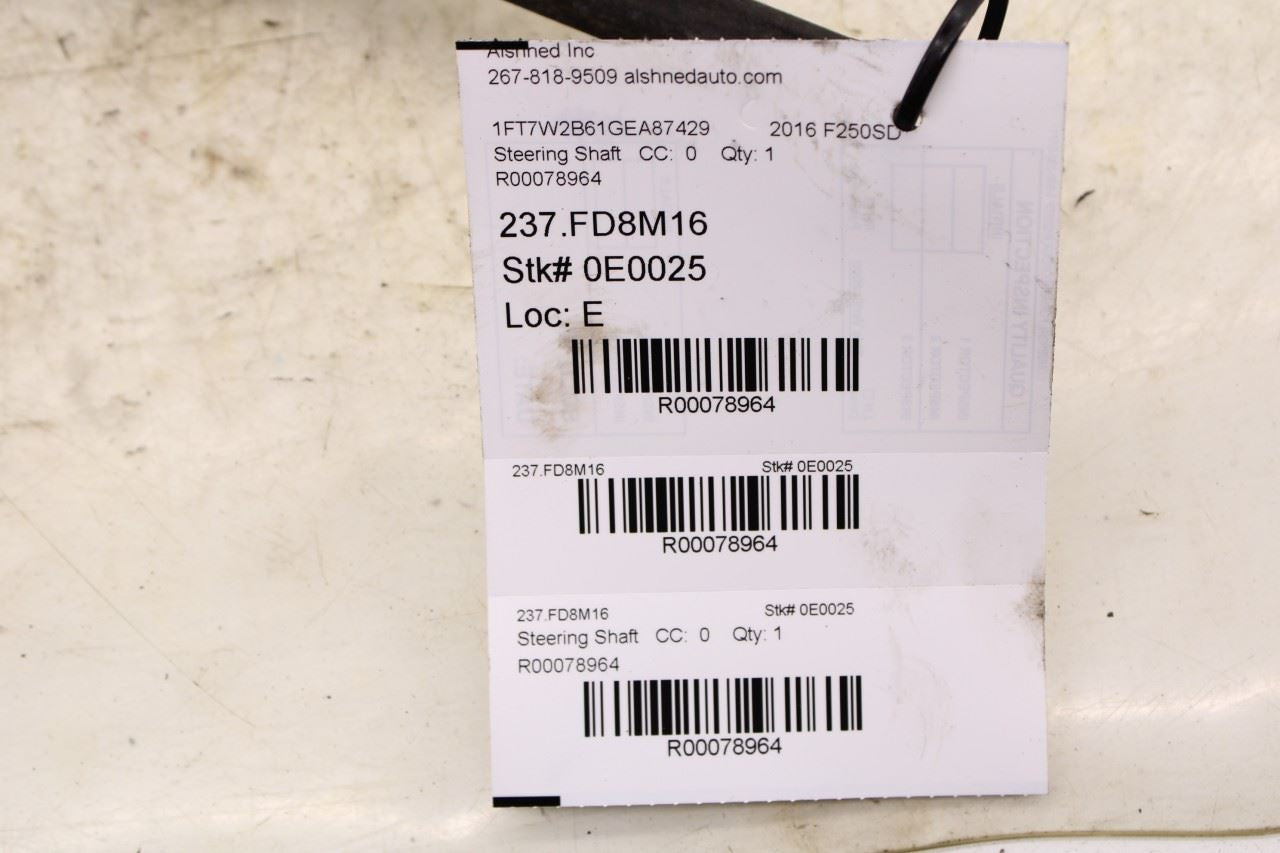 Alshned Inc
267-818-9509 alshnedauto.com
1FT7W2B61GEA87429 2016 F250SD
Steering Shaft CC: 0 Qty: 1
R00078964
237.FD8M16
Stk# 0E0025
Loc: E
R00078964
237.FD8M16 Stk# 0E0025
R00078964
237.FD8M16 Stk# 0E0025
Steering Shaft CC: 0 Qty: 1
R00078964
R00078964
QUALITY INSPECTION